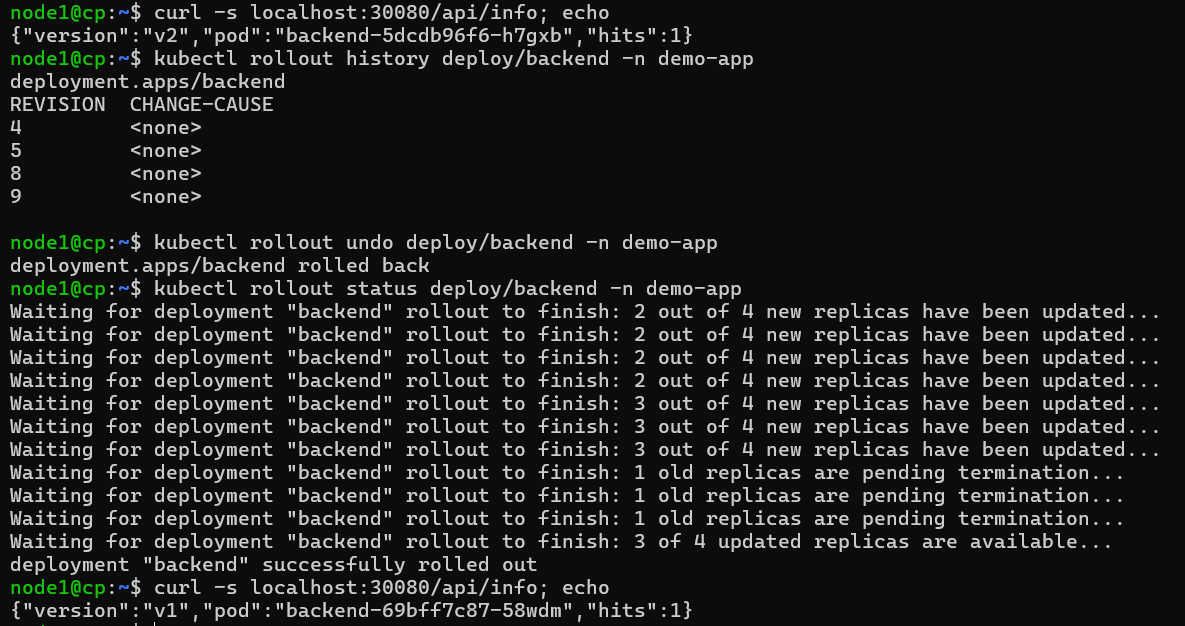 node1@cp:~$ curl -s localhost:30080/api/info; echo
{"version":"v2","pod":"backend-5dcdb96f6-h7gxb","hits":1}
node1@cp:~$ kubectl rollout history deploy/backend -n demo-app
deployment.apps/backend
REVISION  CHANGE-CAUSE
4         <none>
5         <none>
8         <none>
9         <none>

node1@cp:~$ kubectl rollout undo deploy/backend -n demo-app
deployment.apps/backend rolled back
node1@cp:~$ kubectl rollout status deploy/backend -n demo-app
Waiting for deployment "backend" rollout to finish: 2 out of 4 new replicas have been updated...
Waiting for deployment "backend" rollout to finish: 2 out of 4 new replicas have been updated...
Waiting for deployment "backend" rollout to finish: 2 out of 4 new replicas have been updated...
Waiting for deployment "backend" rollout to finish: 2 out of 4 new replicas have been updated...
Waiting for deployment "backend" rollout to finish: 3 out of 4 new replicas have been updated...
Waiting for deployment "backend" rollout to finish: 3 out of 4 new replicas have been updated...
Waiting for deployment "backend" rollout to finish: 3 out of 4 new replicas have been updated...
Waiting for deployment "backend" rollout to finish: 1 old replicas are pending termination...
Waiting for deployment "backend" rollout to finish: 1 old replicas are pending termination...
Waiting for deployment "backend" rollout to finish: 1 old replicas are pending termination...
Waiting for deployment "backend" rollout to finish: 3 of 4 updated replicas are available...
deployment "backend" successfully rolled out
node1@cp:~$ curl -s localhost:30080/api/info; echo
{"version":"v1","pod":"backend-69bff7c87-58wdm","hits":1}